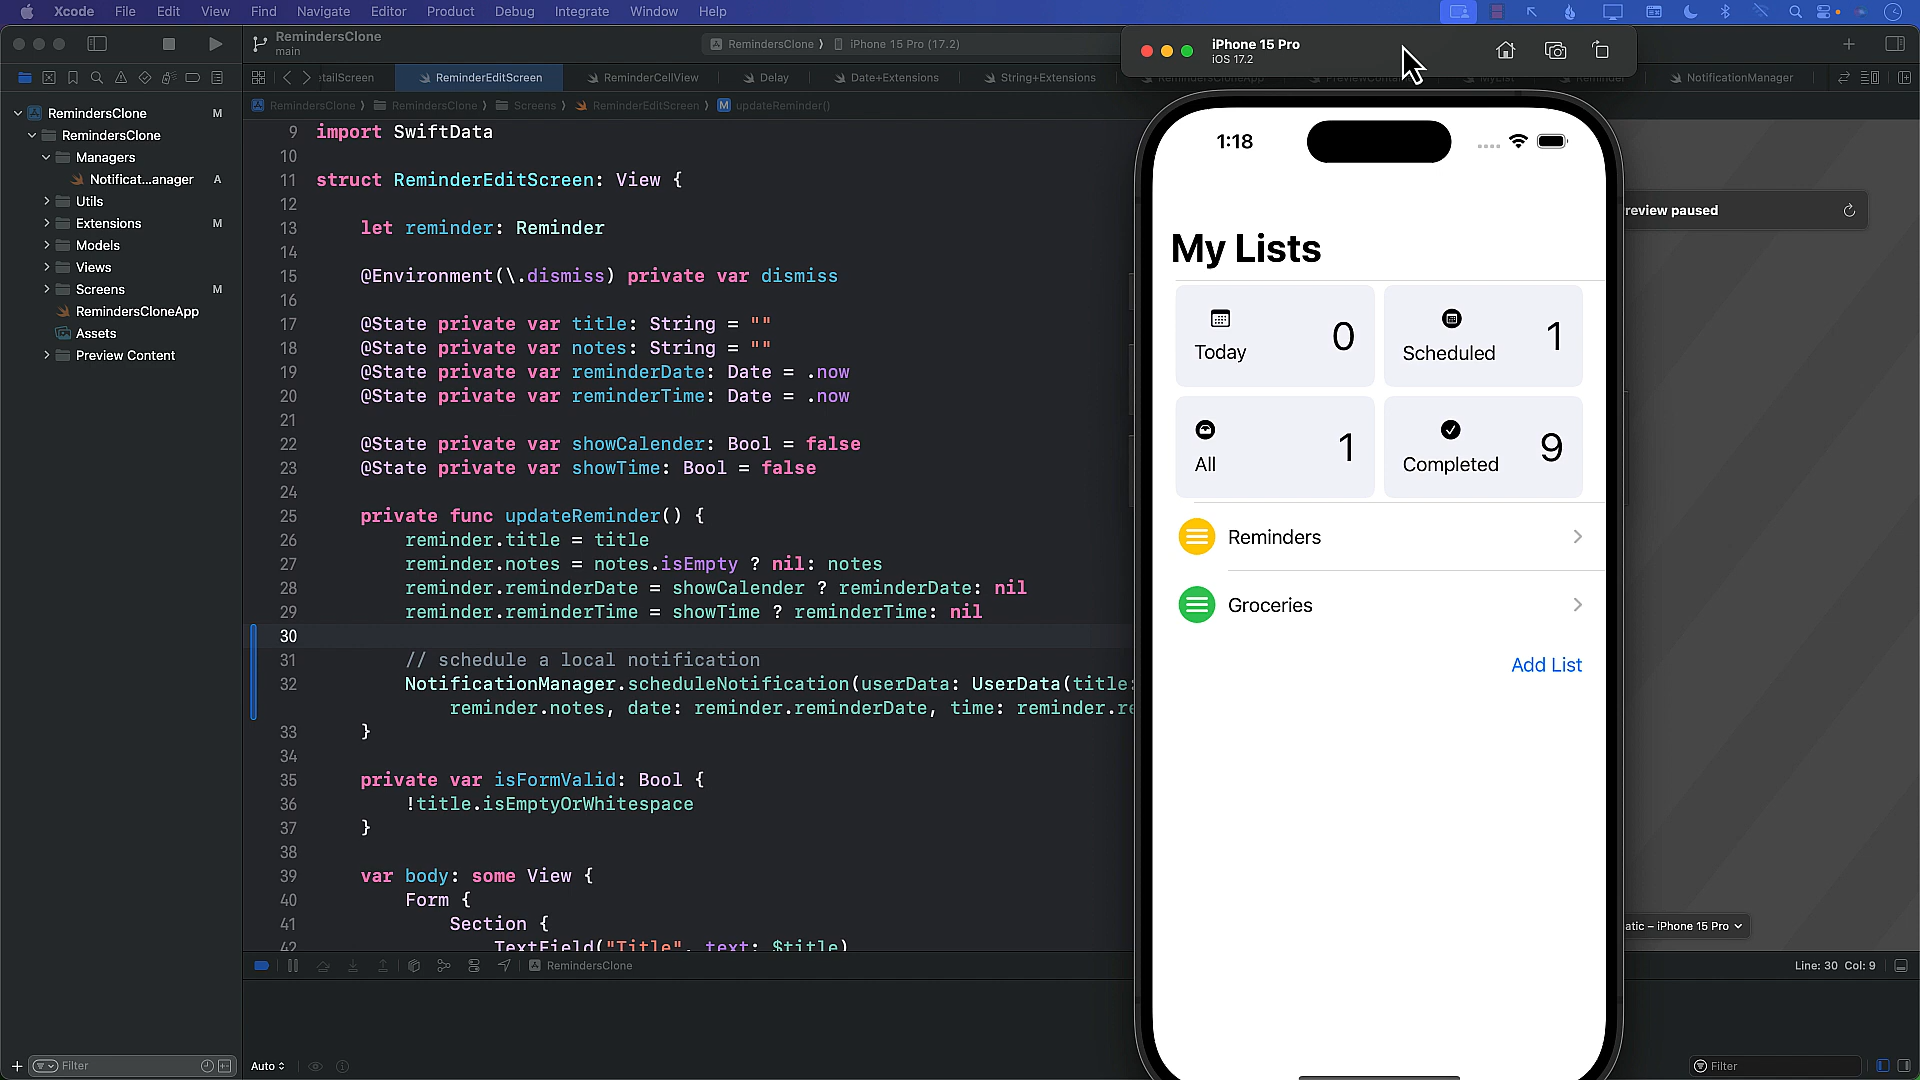 Xcode File Edit View Find Navigate Editor Product Debug Integrate Window Help
RemindersClone
main
RemindersClone 〉 iPhone 15 Pro (17.2)
iPhone 15 Pro
iOS 17.2
etailScreen ReminderEditScreen ReminderCellView Delay Date+Extensions String+Extensions NotificationManager
RemindersClone 〉 RemindersClone 〉 Screens 〉 ReminderEditScreen 〉 M updateReminder()
RemindersClone M
RemindersClone
Managers
Notificat...anager A
Utils
Extensions M
Models
Views
Screens M
RemindersCloneApp
Assets
Preview Content
9 import SwiftData
10
11 struct ReminderEditScreen: View {
12
13 let reminder: Reminder
14
15 @Environment(\.dismiss) private var dismiss
16
17 @State private var title: String = ""
18 @State private var notes: String = ""
19 @State private var reminderDate: Date = .now
20 @State private var reminderTime: Date = .now
21
22 @State private var showCalender: Bool = false
23 @State private var showTime: Bool = false
24
25 private func updateReminder() {
26 reminder.title = title
27 reminder.notes = notes.isEmpty ? nil: notes
28 reminder.reminderDate = showCalender ? reminderDate: nil
29 reminder.reminderTime = showTime ? reminderTime: nil
30
31 // schedule a local notification
32 NotificationManager.scheduleNotification(userData: UserData(title:
reminder.notes, date: reminder.reminderDate, time: reminder.re
33 }
34
35 private var isFormValid: Bool {
36 !title.isEmptyOrWhitespace
37 }
38
39 var body: some View {
40 Form {
41 Section {
42 TextField("Title", text: $title)
1:18
My Lists
Today 0
Scheduled 1
All 1
Completed 9
Reminders
Groceries
Add List
review paused
atic – iPhone 15 Pro
RemindersClone
Line: 30 Col: 9
Filter
Auto
Filter